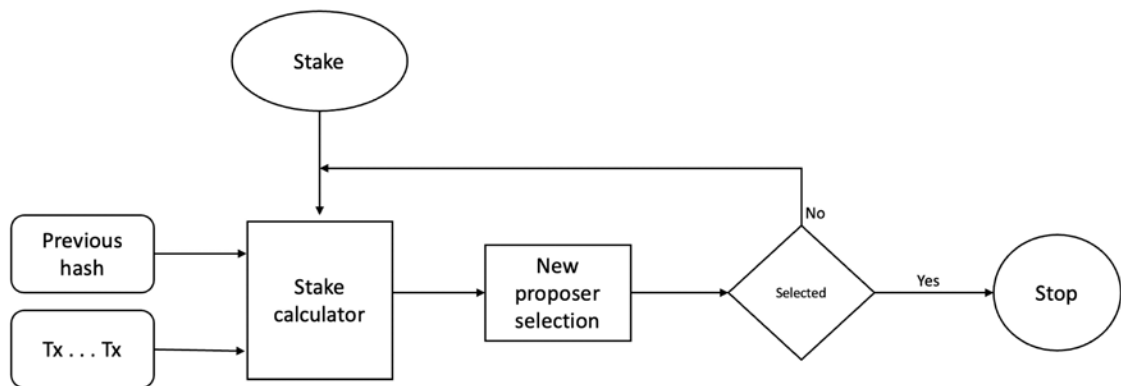 Stake
No
Previous
hash
Stake
calculator
New
proposer
selection
Selected
Yes
Stop
Tx . . . Tx